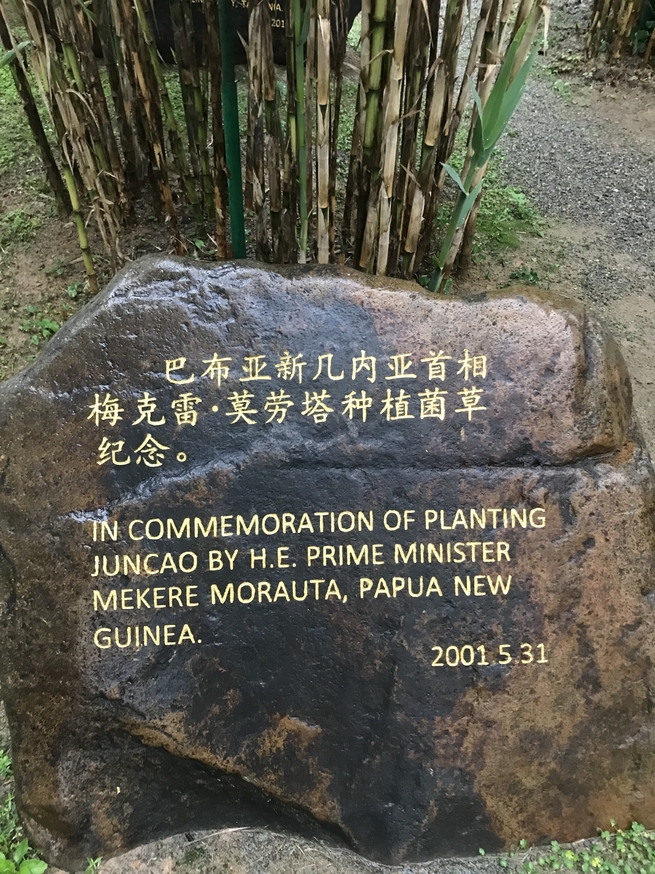 201
巴布亚新几内亚首相
梅克雷·莫劳塔种植菌草
纪念。
IN COMMEMORATION OF PLANTING
JUNCAO BY H.E. PRIME MINISTER
MEKERE MORAUTA, PAPUA NEW
GUINEA.
2001.5.31